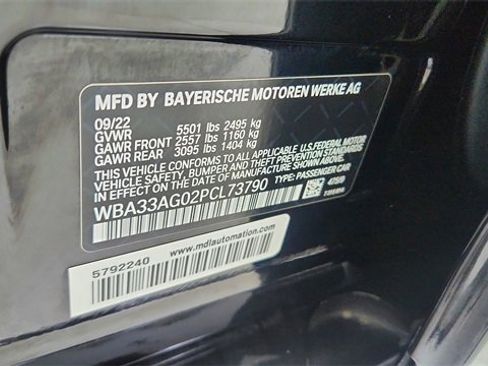 MFD BY BAYERISCHE MOTOREN WERKE AG
09/22
GVWR 5501 lbs 2495 kg
GAWR FRONT 2557 lbs 1160 kg
GAWR REAR 3095 lbs 1404 kg
THIS VEHICLE CONFORMS TO ALL APPLICABLE U.S. FEDERAL MOTOR
VEHICLE SAFETY, BUMPER AND THEFT PREVENTION STANDARDS
IN EFFECT ON THE DATE OF MANUFACTURE SHOWN ABOVE.
WBA33AG02PCL73790 TYPE: PASSENGER CAR
5792240
www.mdlautomation.com